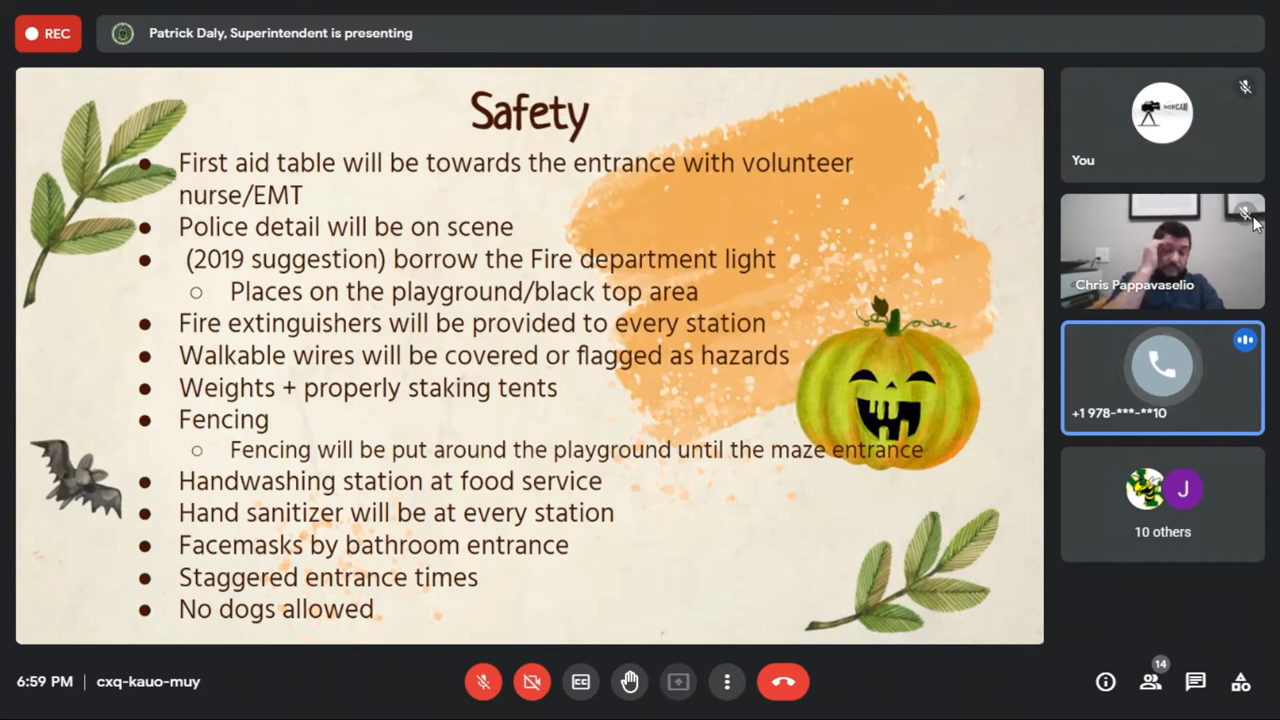 REC
Patrick Daly, Superintendent is presenting
Safety
● First aid table will be towards the entrance with volunteer
nurse/EMT
● Police detail will be on scene
● (2019 suggestion) borrow the Fire department light
○ Places on the playground/black top area
● Fire extinguishers will be provided to every station
● Walkable wires will be covered or flagged as hazards
● Weights + properly staking tents
● Fencing
○ Fencing will be put around the playground until the maze entrance
● Handwashing station at food service
● Hand sanitizer will be at every station
● Facemasks by bathroom entrance
● Staggered entrance times
● No dogs allowed
NORCAM
You
Chris Pappavaselio
+1 978-***-**10
J
10 others
6:59 PM | cxq-kauo-muy
CC
14